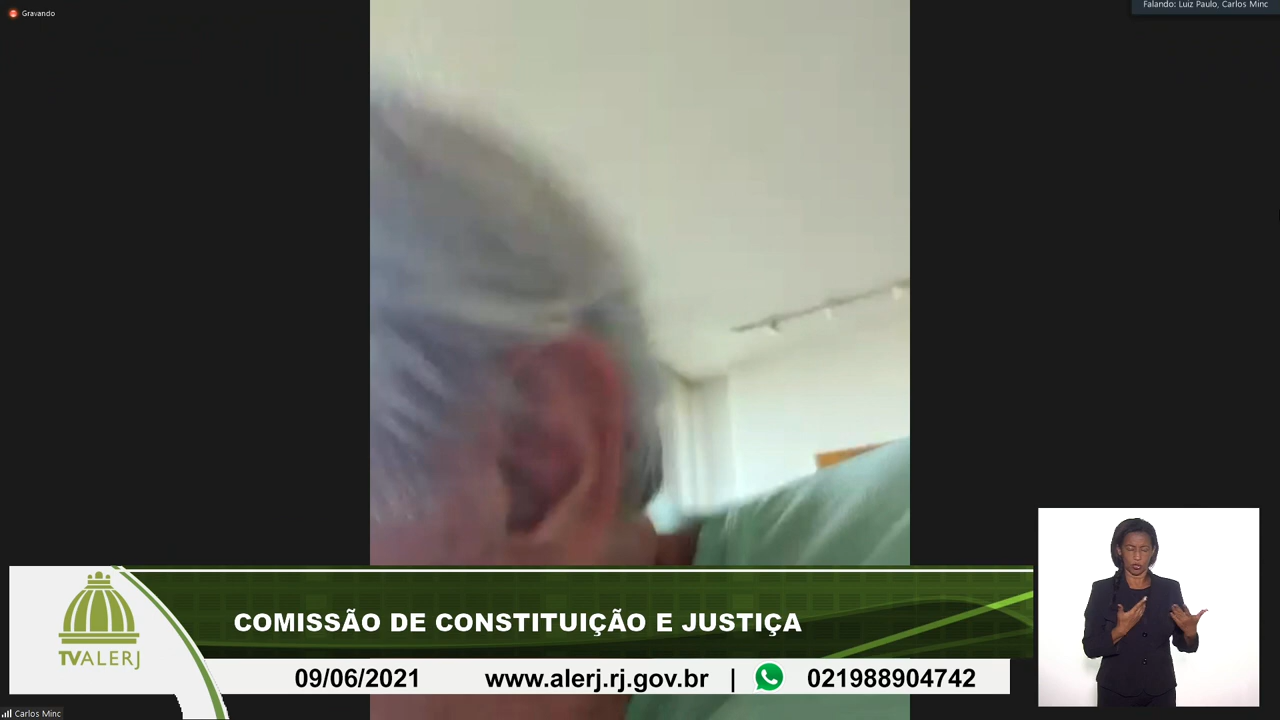 Gravando
Falando: Luiz Paulo, Carlos Minc
COMISSÃO DE CONSTITUIÇÃO E JUSTIÇA
TVALERJ
09/06/2021 www.alerj.rj.gov.br | 021988904742
Carlos Minc